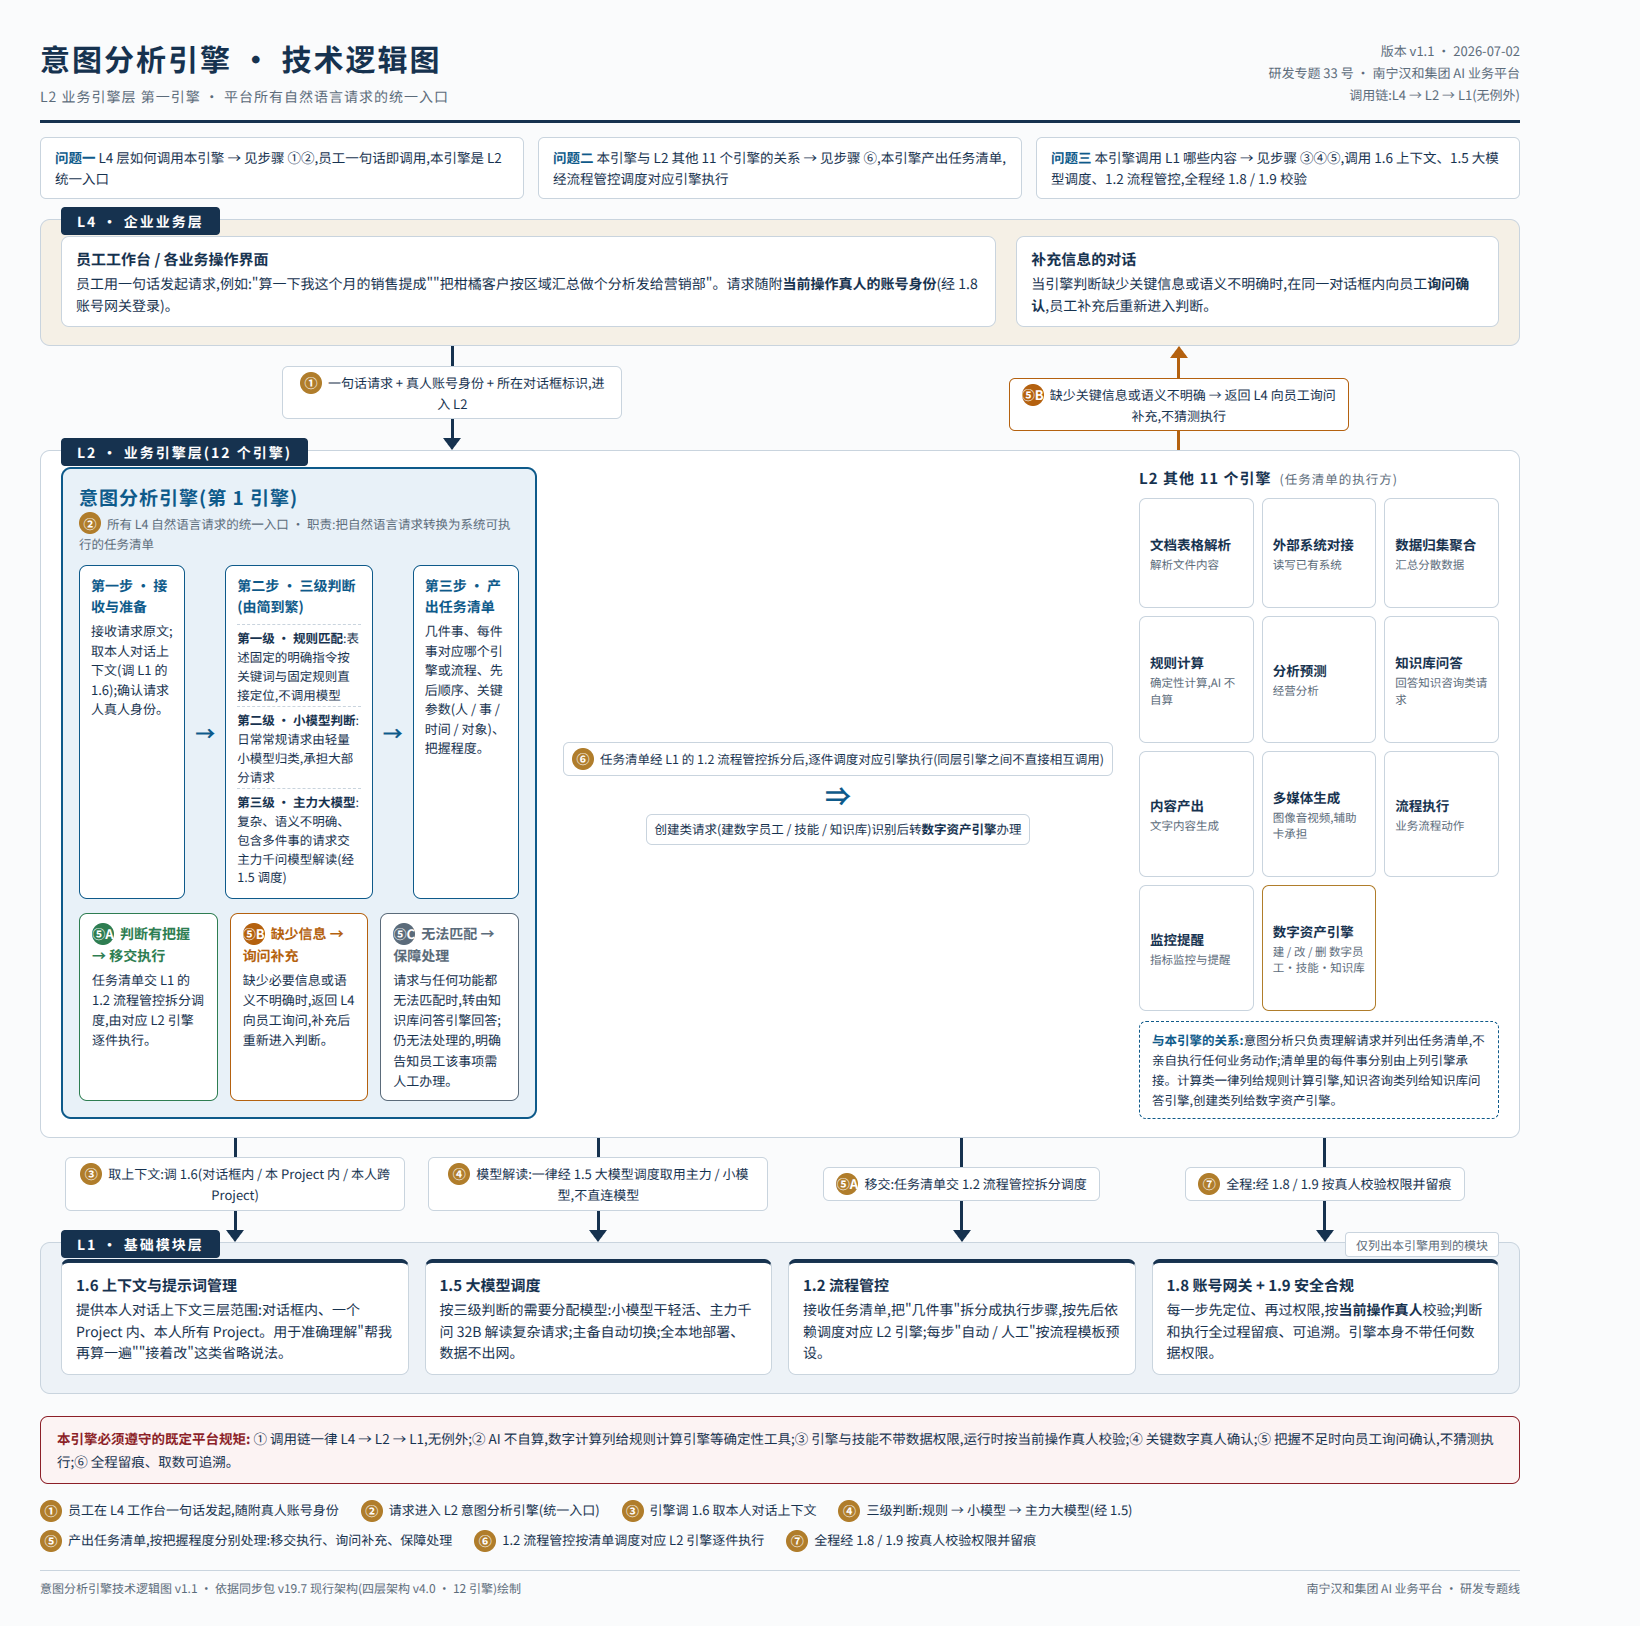 意图分析引擎 · 技术逻辑图
L2 业务引擎层 第一引擎 · 平台所有自然语言请求的统一入口
版本 v1.1 · 2026-07-02
研发专题 33 号 · 南宁汉和集团 AI 业务平台
调用链:L4 → L2 → L1(无例外)
问题一 L4 层如何调用本引擎 → 见步骤 ①②,员工一句话即调用,本引擎是 L2
统一入口
问题二 本引擎与 L2 其他 11 个引擎的关系 → 见步骤 ⑥,本引擎产出任务清单,
经流程管控调度对应引擎执行
问题三 本引擎调用 L1 哪些内容 → 见步骤 ③④⑤,调用 1.6 上下文、1.5 大模
型调度、1.2 流程管控,全程经 1.8 / 1.9 校验
L4 · 企业业务层
员工工作台 / 各业务操作界面
员工用一句话发起请求,例如:"算一下我这个月的销售提成""把柑橘客户按区域汇总做个分析发给营销部"。请求随附当前操作真人的账号身份(经 1.8
账号网关登录)。
补充信息的对话
当引擎判断缺少关键信息或语义不明确时,在同一对话框内向员工询问确
认,员工补充后重新进入判断。
① 一句话请求 + 真人账号身份 + 所在对话框标识,进
入 L2
⑤B 缺少关键信息或语义不明确 → 返回 L4 向员工询问
补充,不猜测执行
L2 · 业务引擎层(12 个引擎)
意图分析引擎(第 1 引擎)
② 所有 L4 自然语言请求的统一入口 · 职责:把自然语言请求转换为系统可执
行的任务清单
第一步 · 接
收与准备
接收请求原文;
取本人对话上
下文(调 L1 的
1.6);确认请求
人真人身份。
→
第二步 · 三级判断
(由简到繁)
第一级 · 规则匹配:表
述固定的明确指令按
关键词与固定规则直
接定位,不调用模型
第二级 · 小模型判断:
日常常规请求由轻量
小模型归类,承担大部
分请求
第三级 · 主力大模型:
复杂、语义不明确、
包含多件事的请求交
主力千问模型解读(经
1.5 调度)
→
第三步 · 产
出任务清单
几件事、每件
事对应哪个引
擎或流程、先
后顺序、关键
参数(人 / 事 /
时间 / 对象)、
把握程度。
⑤A 判断有把握
→ 移交执行
任务清单交 L1 的
1.2 流程管控拆分调
度,由对应 L2 引擎
逐件执行。
⑤B 缺少信息 →
询问补充
缺少必要信息或语
义不明确时,返回 L4
向员工询问,补充后
重新进入判断。
⑤C 无法匹配 →
保障处理
请求与任何功能都
无法匹配时,转由知
识库问答引擎回答;
仍无法处理的,明确
告知员工该事项需
人工办理。
⑥ 任务清单经 L1 的 1.2 流程管控拆分后,逐件调度对应引擎执行(同层引擎之间不直接相互调用)
⇒
创建类请求(建数字员工 / 技能 / 知识库)识别后转数字资产引擎办理
L2 其他 11 个引擎 (任务清单的执行方)
文档表格解析
解析文件内容
外部系统对接
读写已有系统
数据归集聚合
汇总分散数据
规则计算
确定性计算,AI 不
自算
分析预测
经营分析
知识库问答
回答知识咨询类请
求
内容产出
文字内容生成
多媒体生成
图像音视频,辅助
卡承担
流程执行
业务流程动作
监控提醒
指标监控与提醒
数字资产引擎
建 / 改 / 删 数字员
工·技能·知识库
与本引擎的关系:意图分析只负责理解请求并列出任务清单,不
亲自执行任何业务动作;清单里的每件事分别由上列引擎承
接。计算类一律列给规则计算引擎,知识咨询类列给知识库问
答引擎,创建类列给数字资产引擎。
③ 取上下文:调 1.6(对话框内 / 本 Project 内 / 本人跨
Project)
④ 模型解读:一律经 1.5 大模型调度取用主力 / 小模
型,不直连模型
⑤A 移交:任务清单交 1.2 流程管控拆分调度
⑦ 全程:经 1.8 / 1.9 按真人校验权限并留痕
L1 · 基础模块层
仅列出本引擎用到的模块
1.6 上下文与提示词管理
提供本人对话上下文三层范围:对话框内、一个
Project 内、本人所有 Project。用于准确理解"帮我
再算一遍""接着改"这类省略说法。
1.5 大模型调度
按三级判断的需要分配模型:小模型干轻活、主力千
问 32B 解读复杂请求;主备自动切换;全本地部署、
数据不出网。
1.2 流程管控
接收任务清单,把"几件事"拆分成执行步骤,按先后依
赖调度对应 L2 引擎;每步"自动 / 人工"按流程模板预
设。
1.8 账号网关 + 1.9 安全合规
每一步先定位、再过权限,按当前操作真人校验;判断
和执行全过程留痕、可追溯。引擎本身不带任何数
据权限。
本引擎必须遵守的既定平台规矩: ① 调用链一律 L4 → L2 → L1,无例外;② AI 不自算,数字计算列给规则计算引擎等确定性工具;③ 引擎与技能不带数据权限,运行时按当前操作真人校验;④ 关键数字真人确认;⑤ 把握不足时向员工询问确认,不猜测执
行;⑥ 全程留痕、取数可追溯。
① 员工在 L4 工作台一句话发起,随附真人账号身份 ② 请求进入 L2 意图分析引擎(统一入口) ③ 引擎调 1.6 取本人对话上下文 ④ 三级判断:规则 → 小模型 → 主力大模型(经 1.5)
⑤ 产出任务清单,按把握程度分别处理:移交执行、询问补充、保障处理 ⑥ 1.2 流程管控按清单调度对应 L2 引擎逐件执行 ⑦ 全程经 1.8 / 1.9 按真人校验权限并留痕
意图分析引擎技术逻辑图 v1.1 · 依据同步包 v19.7 现行架构(四层架构 v4.0 · 12 引擎)绘制
南宁汉和集团 AI 业务平台 · 研发专题线